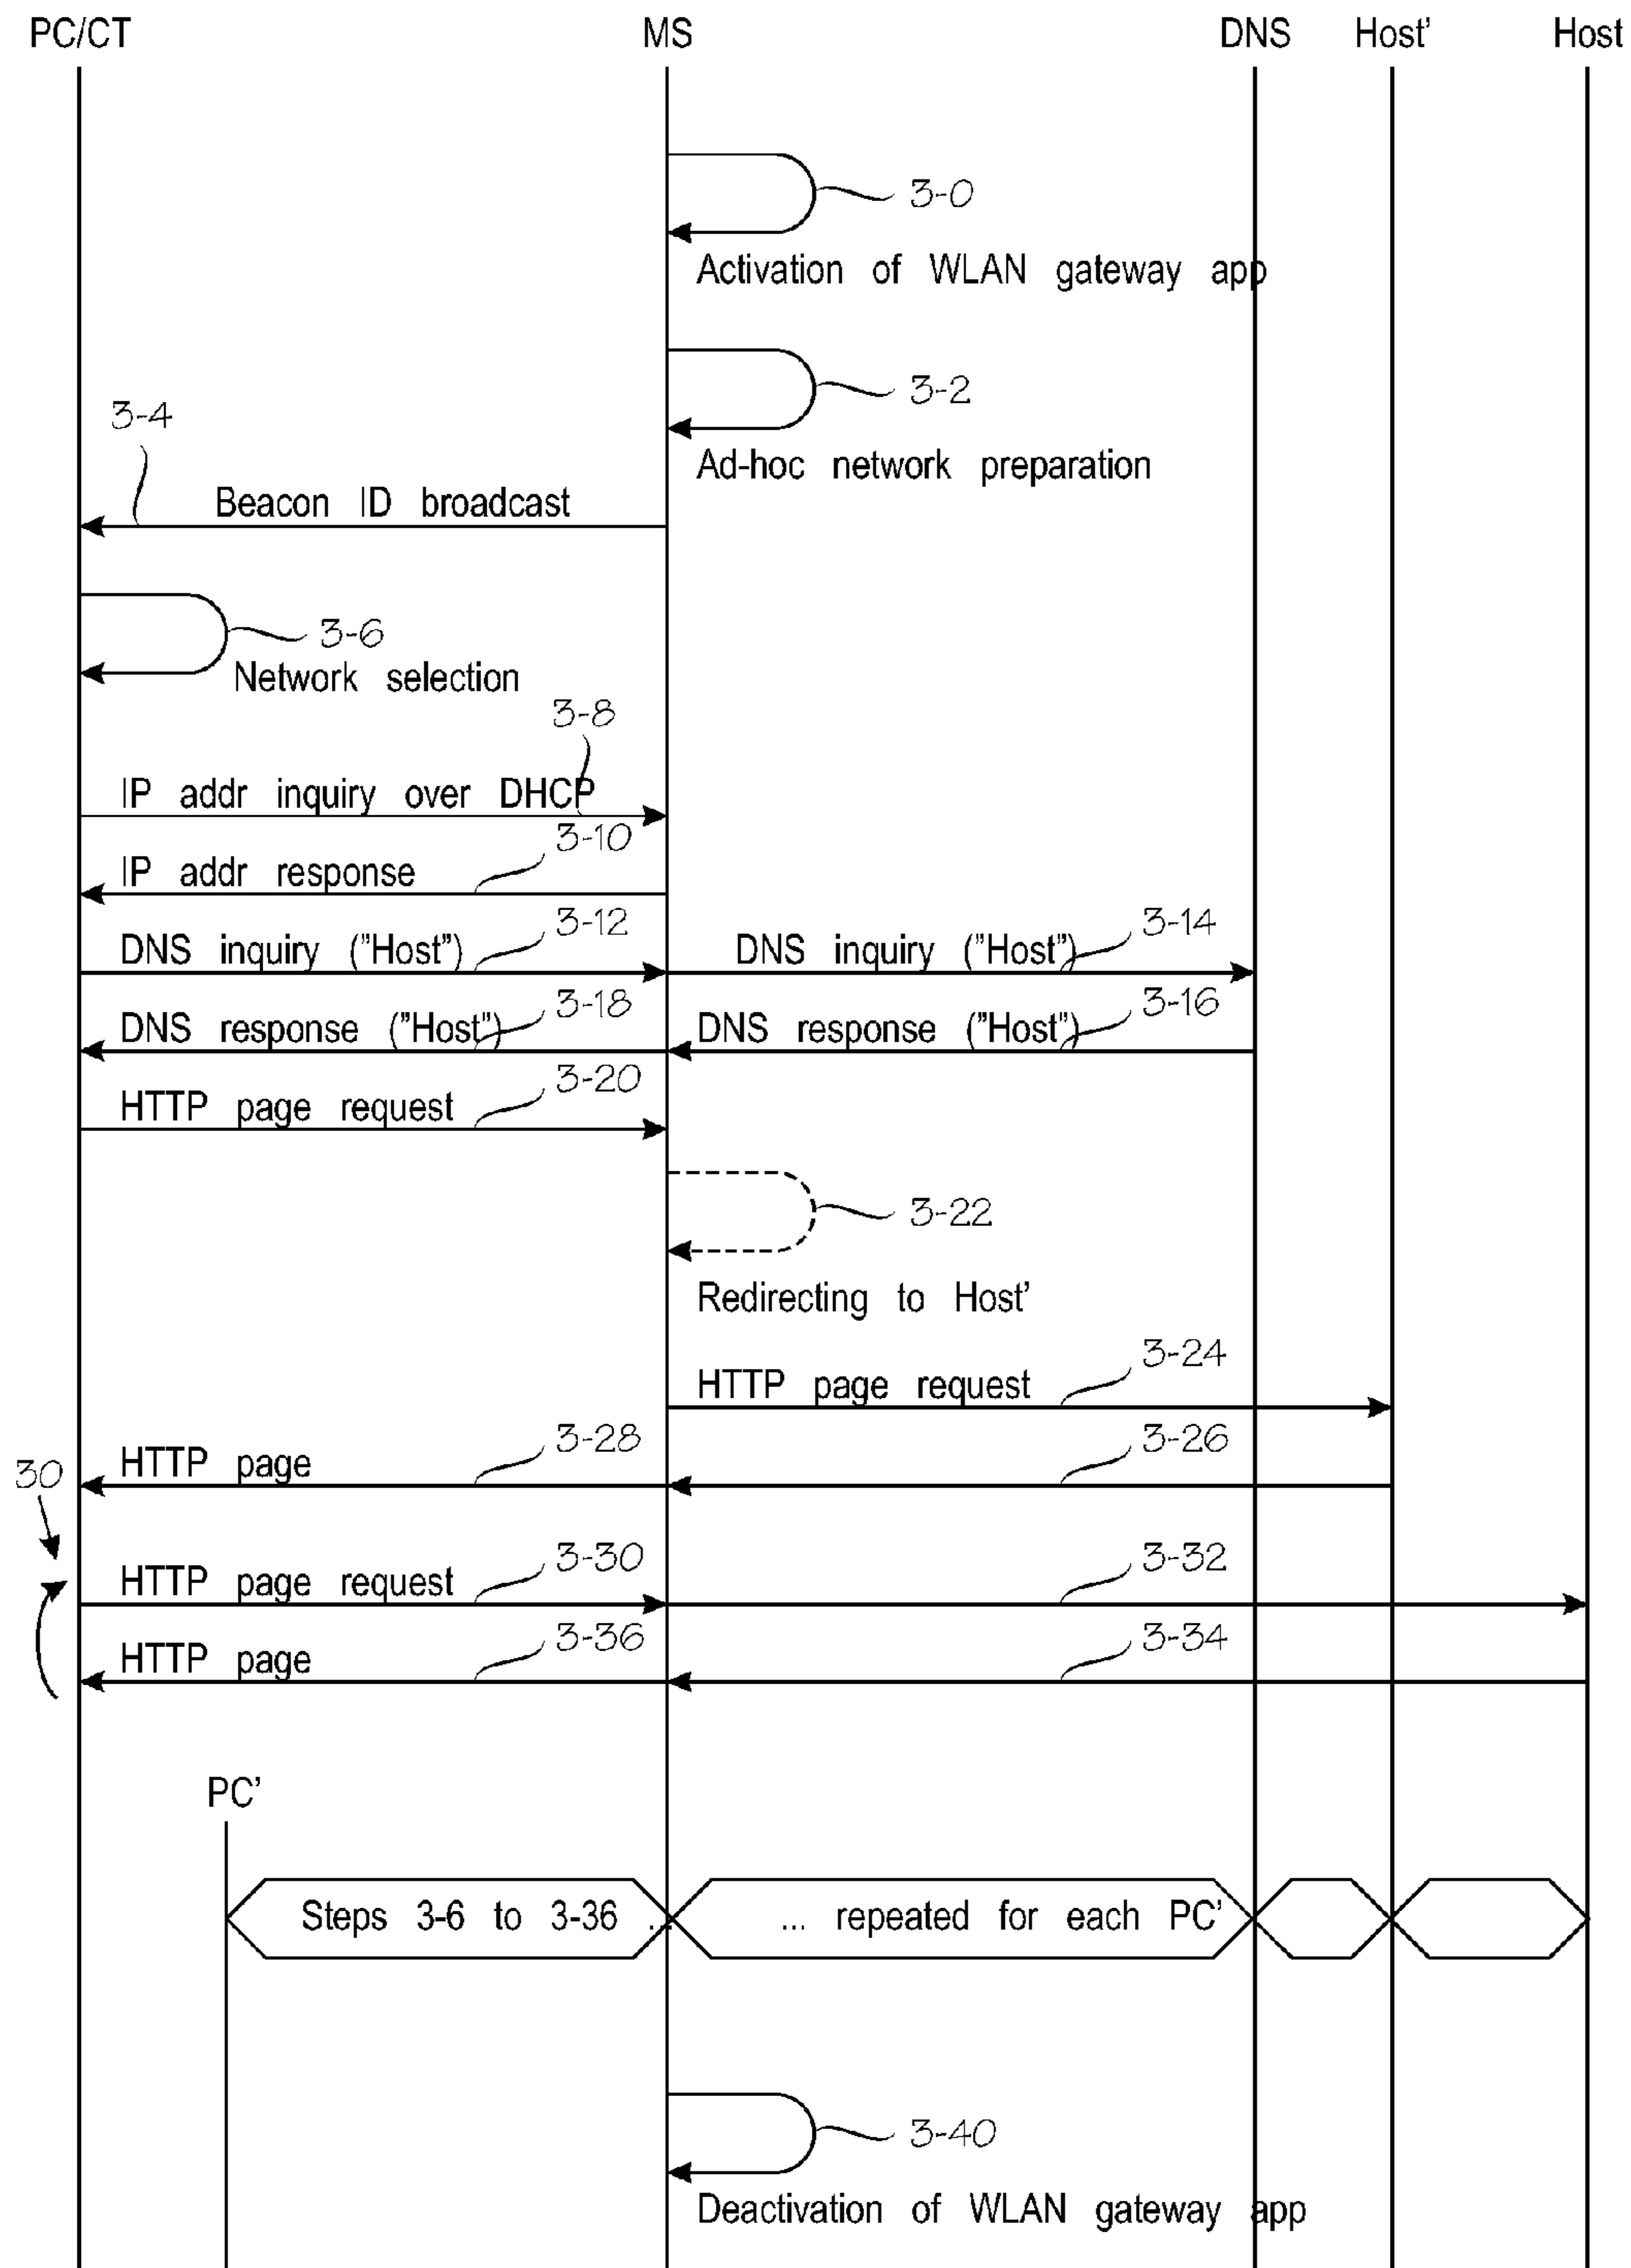 PC/CT MS DNS Host' Host
3-0
Activation of WLAN gateway app
3-2
Ad-hoc network preparation
3-4
Beacon ID broadcast
3-6
Network selection
3-8
IP addr inquiry over DHCP
3-10
IP addr response
3-12
DNS inquiry ("Host")
3-14
DNS inquiry ("Host")
3-18
DNS response ("Host")
3-16
DNS response ("Host")
3-20
HTTP page request
3-22
Redirecting to Host'
3-24
HTTP page request
3-28
HTTP page
3-26
30
3-30
HTTP page request
3-32
3-36
HTTP page
3-34
PC'
Steps 3-6 to 3-36 ...
... repeated for each PC'
3-40
Deactivation of WLAN gateway app